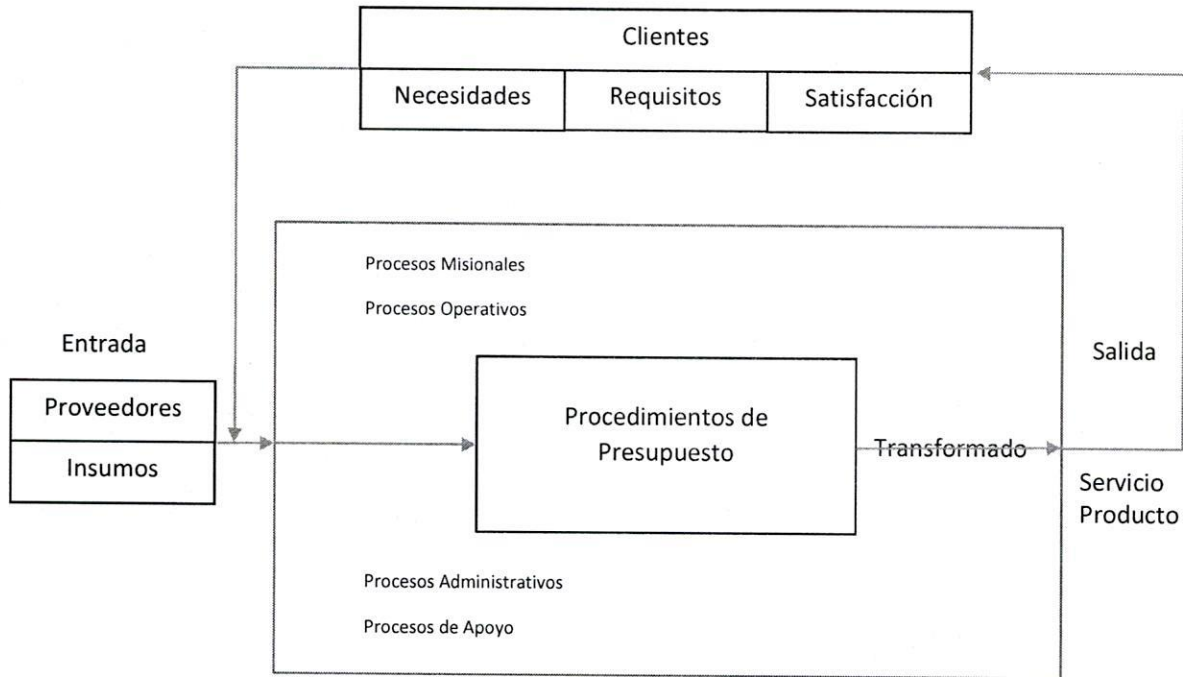 Clientes
Necesidades
Requisitos
Satisfacción
Procesos Misionales
Procesos Operativos
Entrada
Proveedores
Insumos
Procedimientos de
Presupuesto
Transformado
Salida
Servicio
Producto
Procesos Administrativos
Procesos de Apoyo